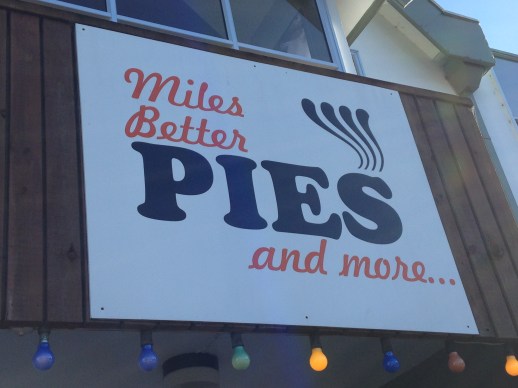 Miles
Better
PIES
and more...